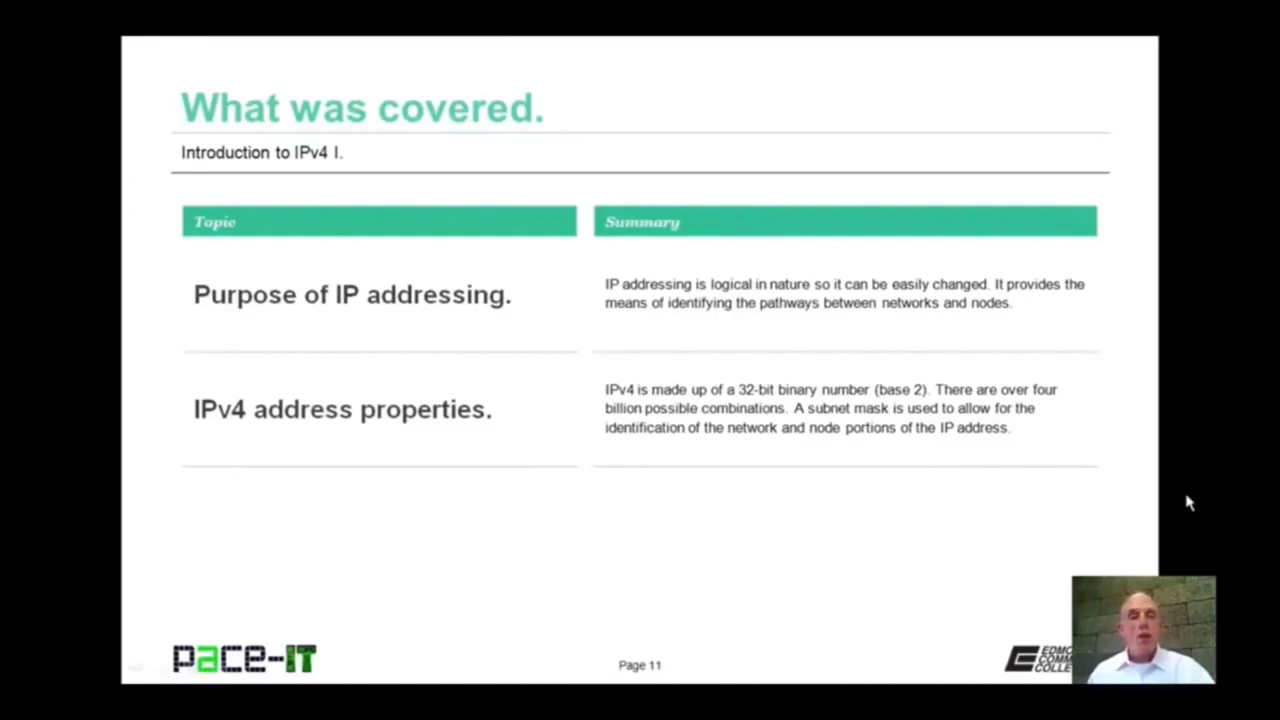 What was covered.
Introduction to IPv4 I.
Topic
Summary
Purpose of IP addressing.
IP addressing is logical in nature so it can be easily changed. It provides the
means of identifying the pathways between networks and nodes.
IPv4 address properties.
IPv4 is made up of a 32-bit binary number (base 2). There are over four
billion possible combinations. A subnet mask is used to allow for the
identification of the network and node portions of the IP address.
pace-IT
Page 11
COLLE